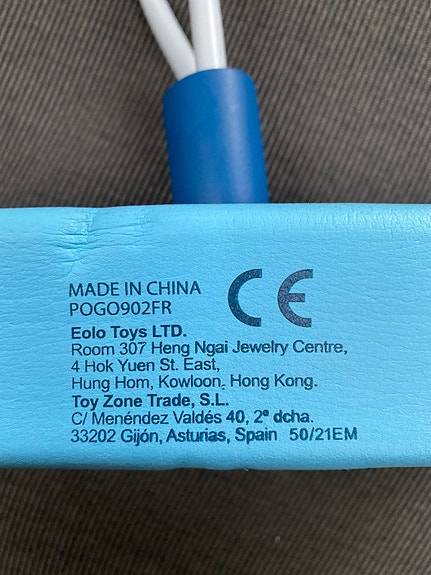 MADE IN CHINA
POGO902FR
CE
Eolo Toys LTD.
Room 307 Heng Ngai Jewelry Centre,
4 Hok Yuen St. East,
Hung Hom, Kowloon, Hong Kong.
Toy Zone Trade, S.L.
C/ Menéndez Valdés 40, 2ª dcha.
33202 Gijón, Asturias, Spain 50/21EM